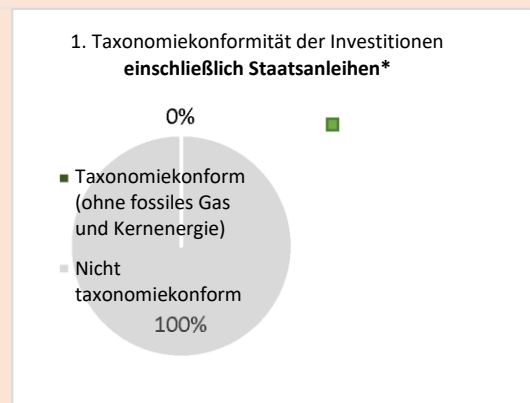 1. Taxonomiekonformität der Investitionen
einschließlich Staatsanleihen*
0%
Taxonomiekonform
(ohne fossiles Gas
und Kernenergie)
Nicht
taxonomiekonform
100%